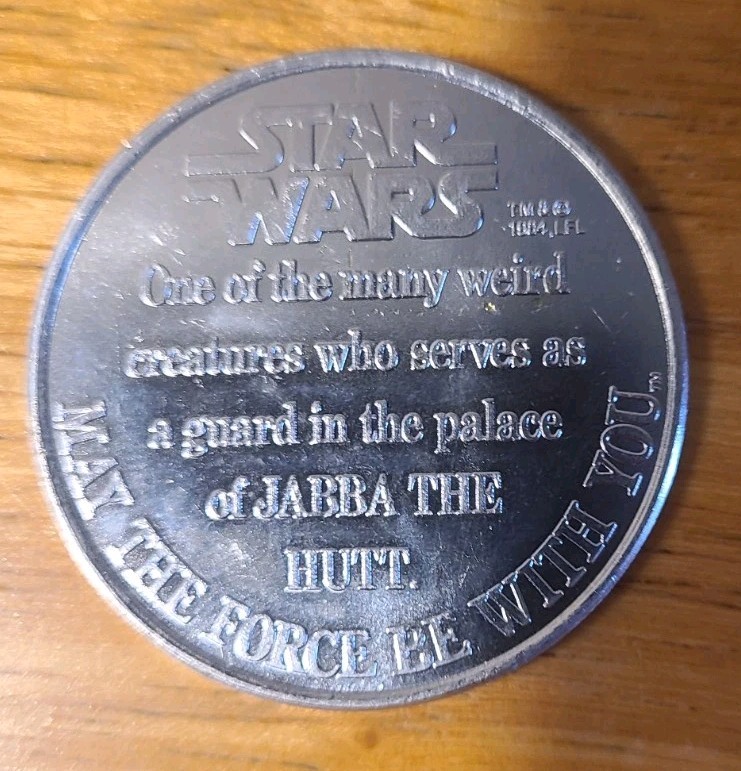 STAR
WARS
TM & ©
1984, LFL
One of the many weird
creatures who serves as
a guard in the palace
of JABBA THE
HUTT.
MAY THE FORCE BE WITH YOU.™